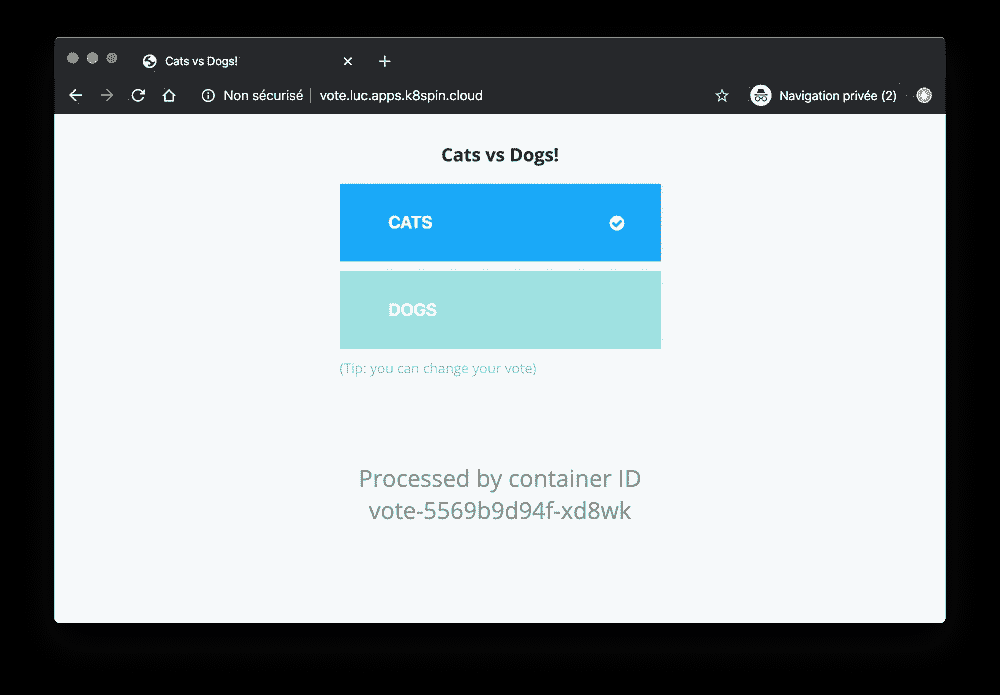 Cats vs Dogs!
Non sécurisé vote.luc.apps.k8spin.cloud Navigation privée (2)
Cats vs Dogs!
CATS
DOGS
(Tip: you can change your vote)
Processed by container ID
vote-5569b9d94f-xd8wk